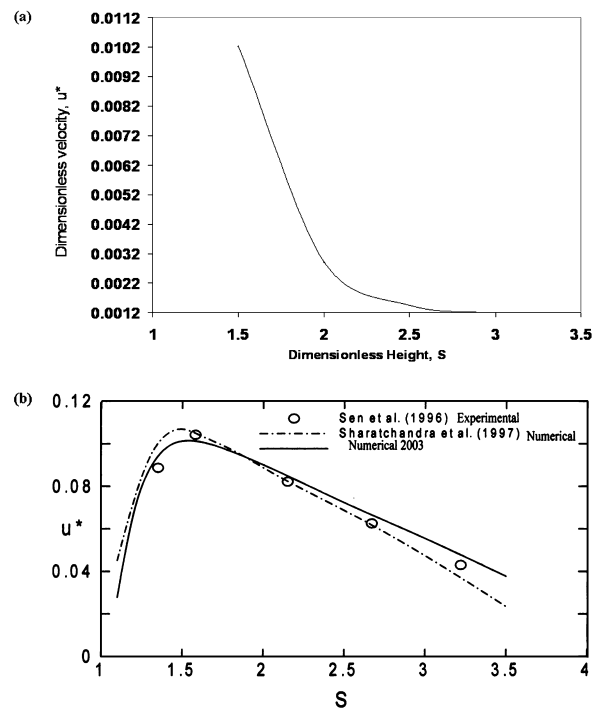 (a)
0.0112
0.0102
0.0092
0.0082
0.0072
0.0062
0.0052
0.0042
0.0032
0.0022
0.0012
Dimensionless velocity, u*
1 1.5 2 2.5 3 3.5
Dimensionless Height, S
(b)
0.12
0.08
u*
0.04
0
Sen et al. (1996) Experimental
Sharatchandra et al. (1997) Numerical
Numerical 2003
1 1.5 2 2.5 3 3.5 4
S